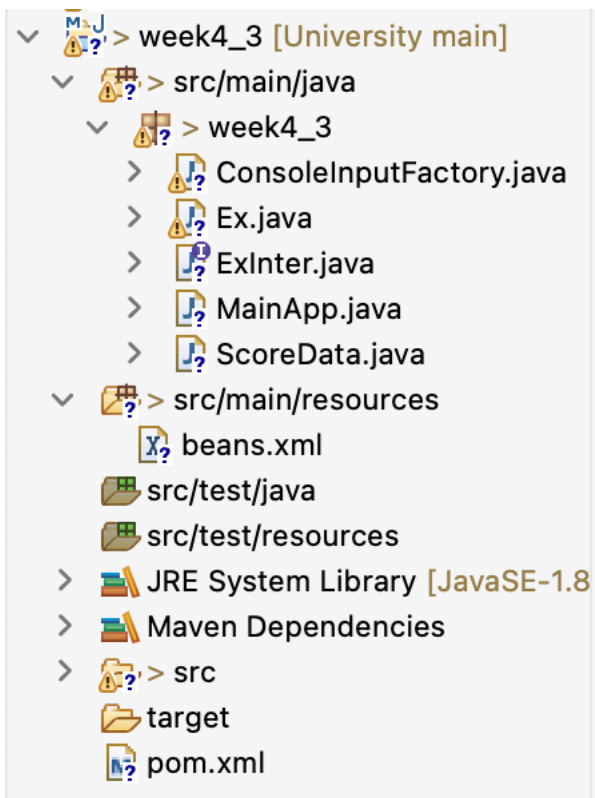 > week4_3 [University main]
> src/main/java
> week4_3
ConsoleInputFactory.java
Ex.java
ExInter.java
MainApp.java
ScoreData.java
> src/main/resources
beans.xml
src/test/java
src/test/resources
JRE System Library [JavaSE-1.8
Maven Dependencies
> src
target
pom.xml